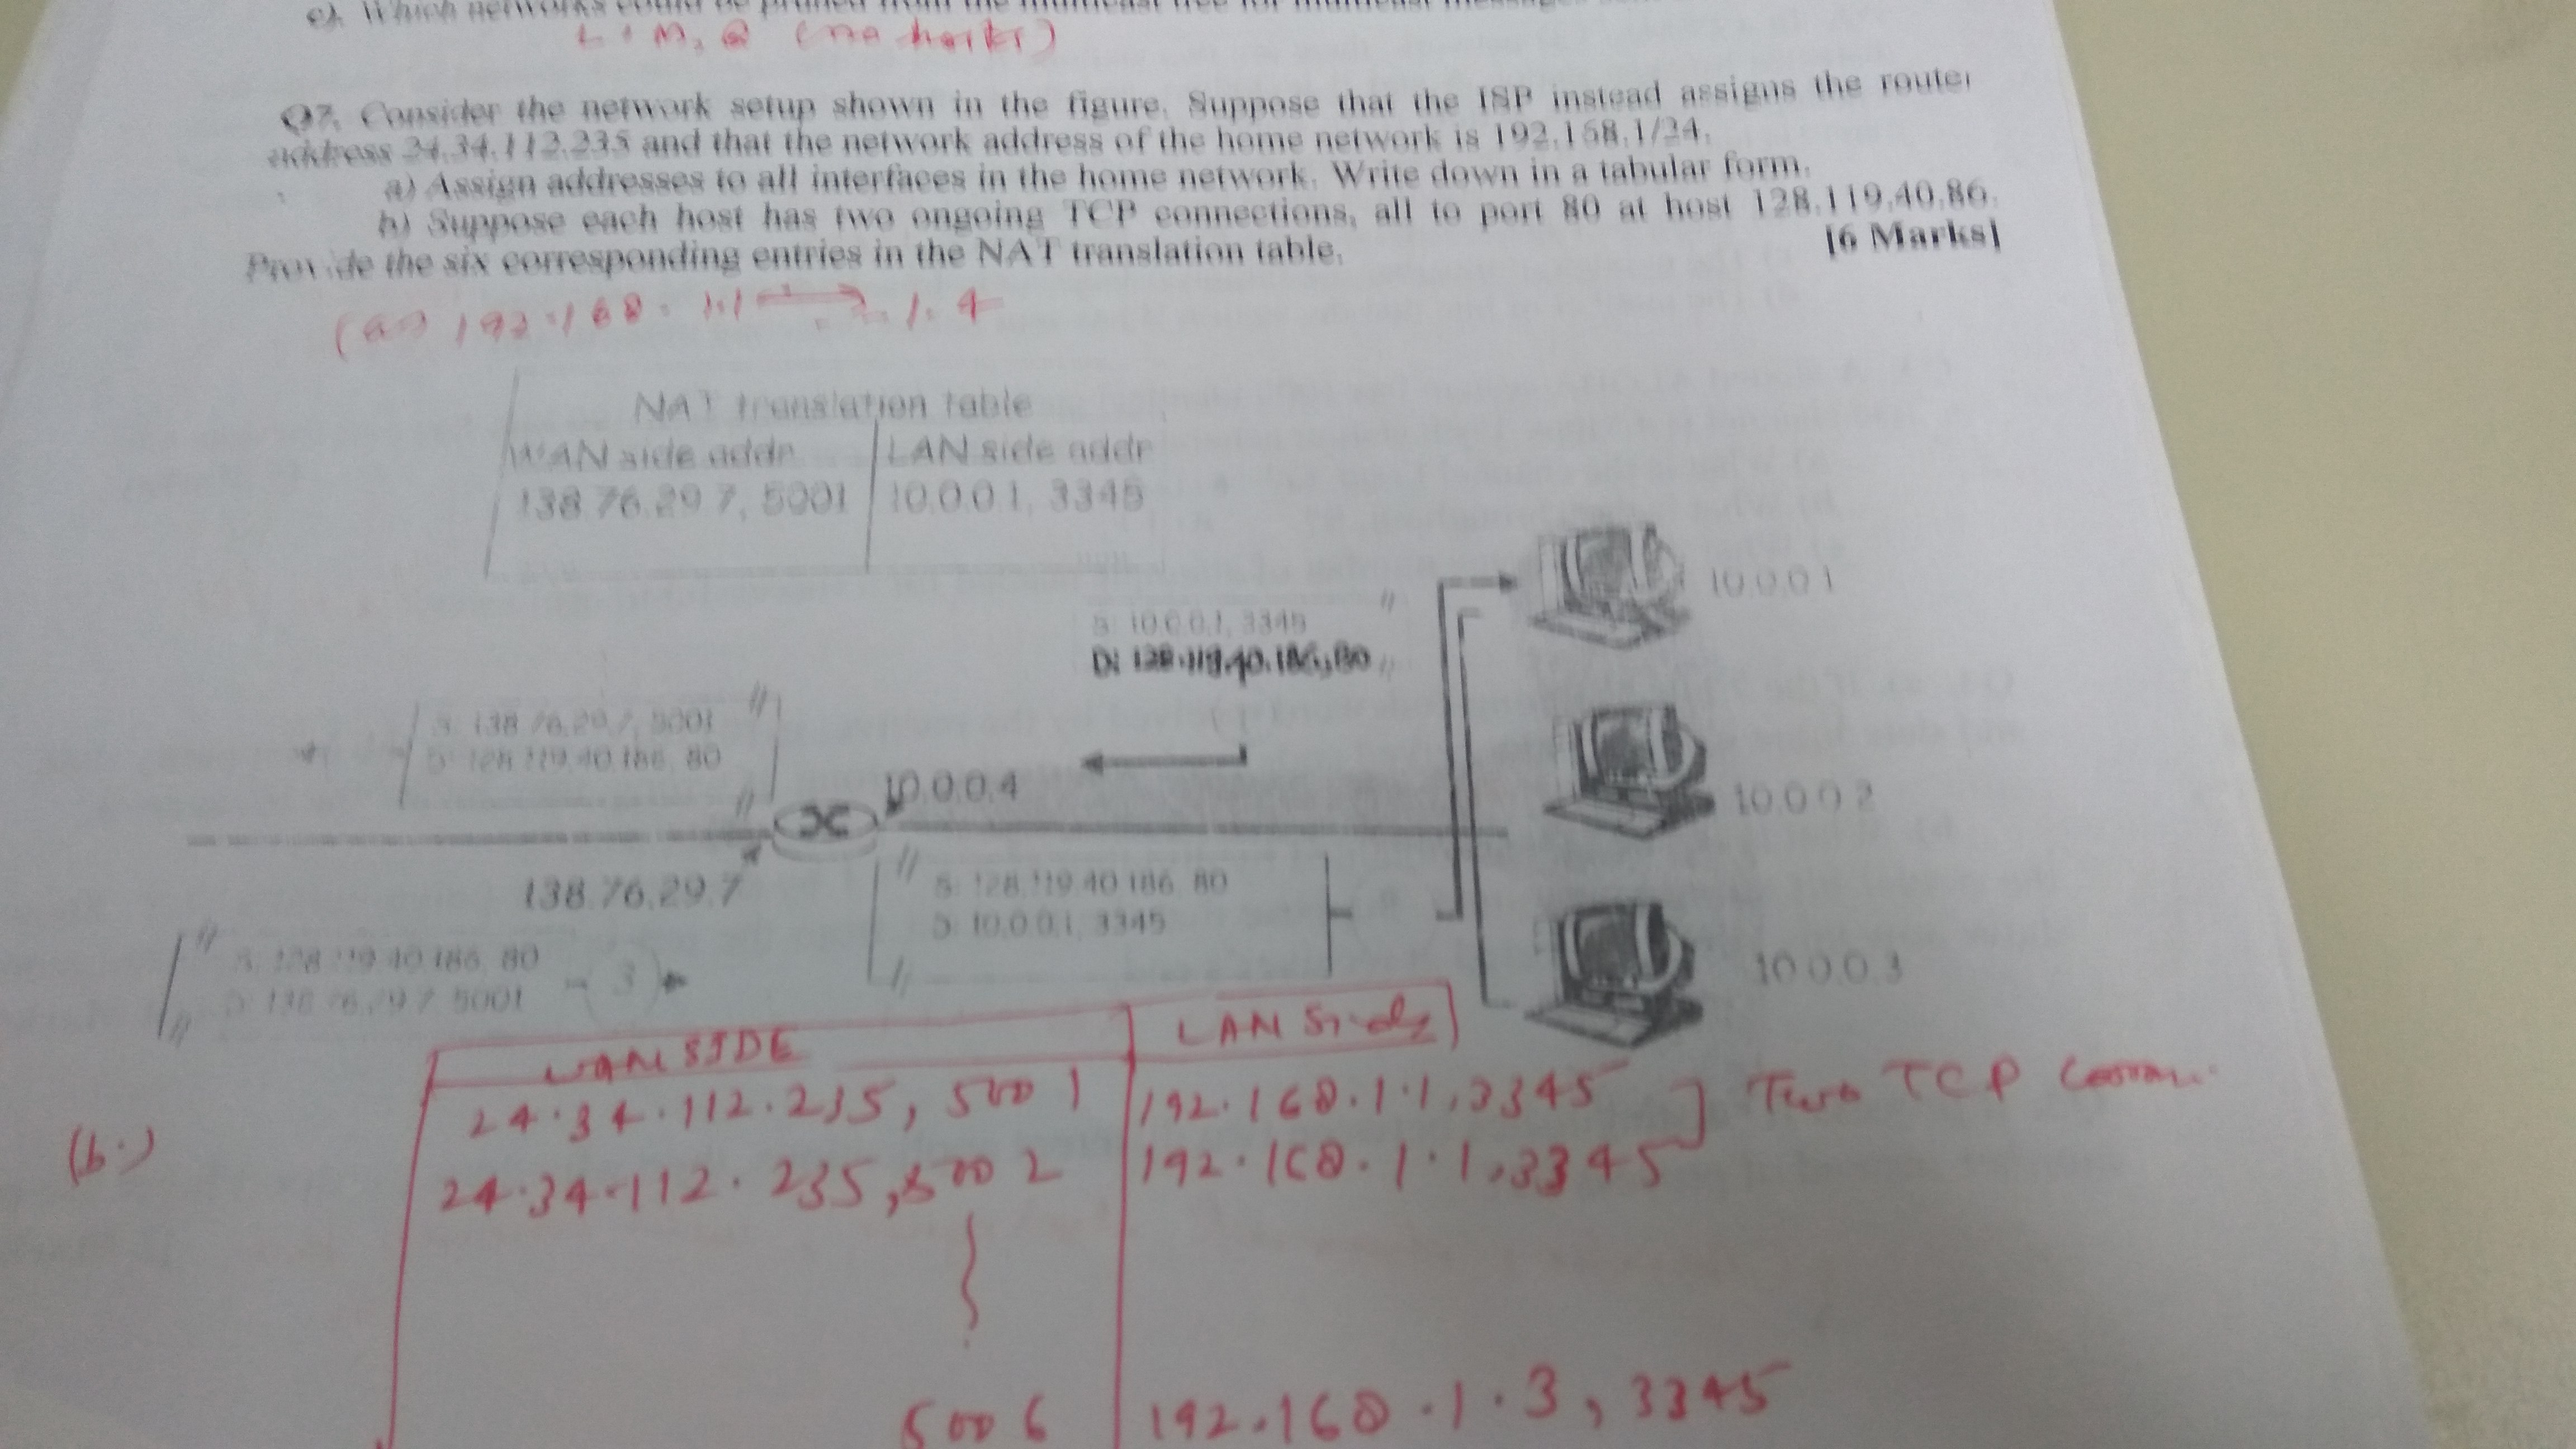 c). Which networks could be pruned from the multicast tree for multicast messages
L, M, Q (no hosts)
Q7. Consider the network setup shown in the figure. Suppose that the ISP instead assigns the router
address 24.34.112.235 and that the network address of the home network is 192.168.1/24.
a) Assign addresses to all interfaces in the home network. Write down in a tabular form.
b) Suppose each host has two ongoing TCP connections, all to port 80 at host 128.119.40.86.
Provide the six corresponding entries in the NAT translation table.
[6 Marks]
(a) 192.168.1.1 → 1.4
NAT translation table
WAN side addr LAN side addr
138.76.29.7, 5001 10.0.0.1, 3345
10.0.0.1
S: 10.0.0.1, 3345
D: 128.119.40.186, 80
S: 138.76.29.7, 5001
D: 128.119.40.186, 80
10.0.0.4
10.0.0.2
138.76.29.7
S: 128.119.40.186, 80
D: 10.0.0.1, 3345
S: 128.119.40.186, 80
D: 138.76.29.7, 5001
3
10.0.0.3
WAN SIDE LAN Side
(b.)
24.34.112.235, 5001 192.168.1.1, 3345 ] Two TCP
24.34.112.235, 5002 192.168.1.1, 3345
5006 192.168.1.3, 3345